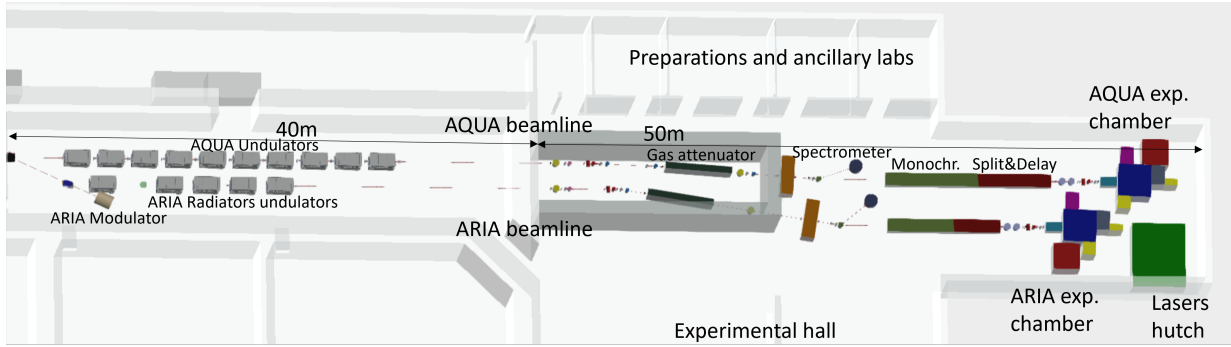 Preparations and ancillary labs
AQUA exp.
chamber
40m
AQUA beamline
50m
AQUA Undulators
Gas attenuator
Spectrometer
Monochr.
Split&Delay
ARIA Modulator
ARIA Radiators undulators
ARIA beamline
ARIA exp.
chamber
Lasers
hutch
Experimental hall